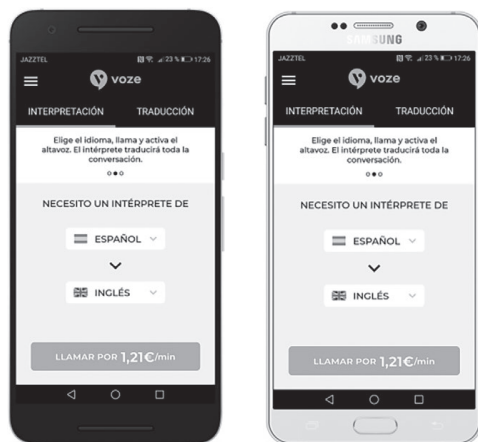 JAZZTEL
23 % 17:26
voze
INTERPRETACIÓN TRADUCCIÓN
Elige el idioma, llama y activa el
altavoz. El intérprete traducirá toda la
conversación.
NECESITO UN INTÉRPRETE DE
ESPAÑOL
INGLÉS
LLAMAR POR 1,21€/min
SAMSUNG
JAZZTEL
23 % 17:26
voze
INTERPRETACIÓN TRADUCCIÓN
Elige el idioma, llama y activa el
altavoz. El intérprete traducirá toda la
conversación.
NECESITO UN INTÉRPRETE DE
ESPAÑOL
INGLÉS
LLAMAR POR 1,21€/min